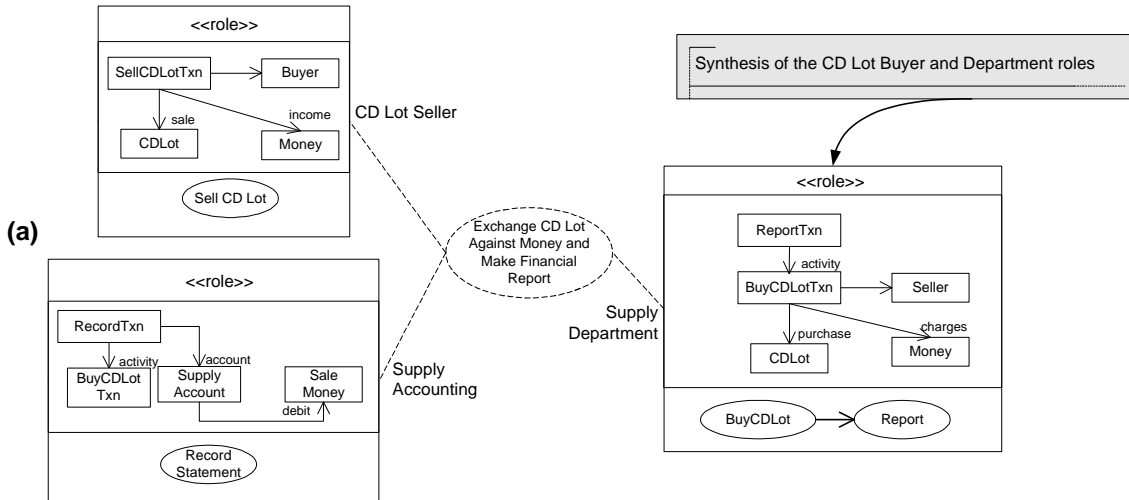 <<role>>
SellCDLotTxn
Buyer
sale
income
CDLot
Money
Sell CD Lot
CD Lot Seller
Synthesis of the CD Lot Buyer and Department roles
(a)
<<role>>
RecordTxn
activity
account
BuyCDLot
Txn
Supply
Account
Sale
Money
debit
Record
Statement
Supply
Accounting
Exchange CD Lot
Against Money and
Make Financial
Report
Supply
Department
<<role>>
ReportTxn
activity
BuyCDLotTxn
Seller
purchase
charges
CDLot
Money
BuyCDLot
Report